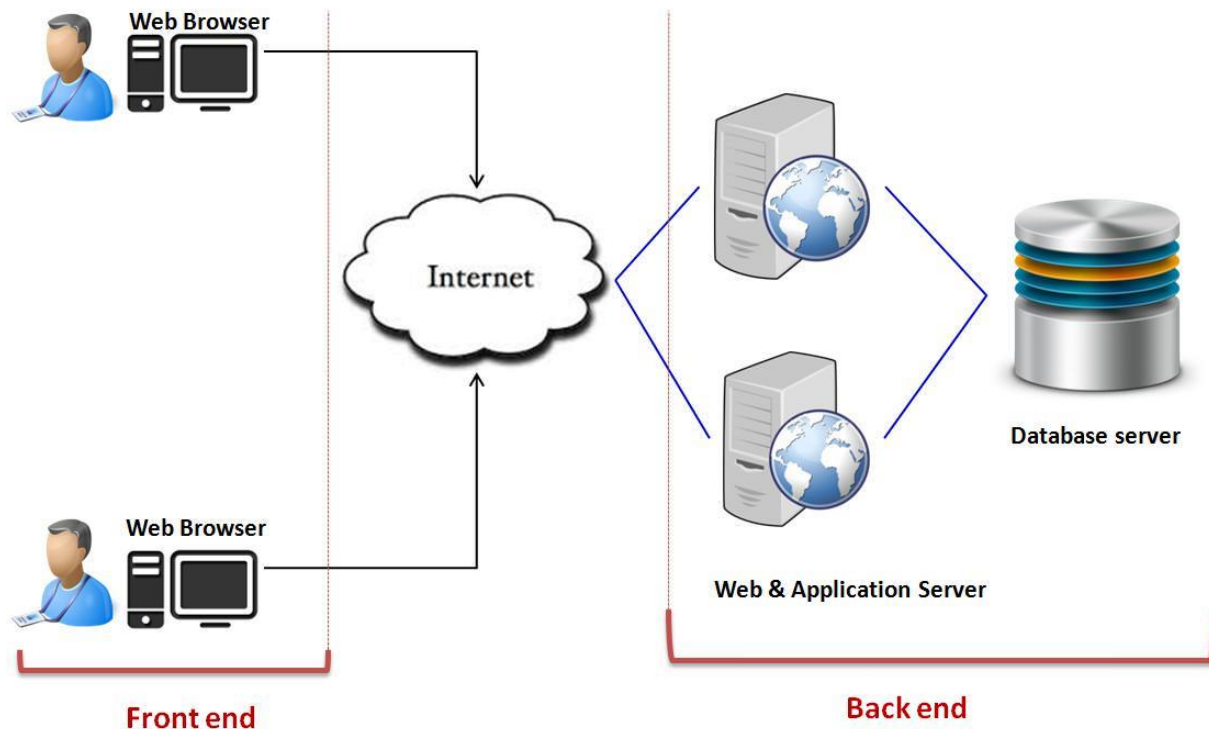 Web Browser
Internet
Database server
Web Browser
Web & Application Server
Front end
Back end